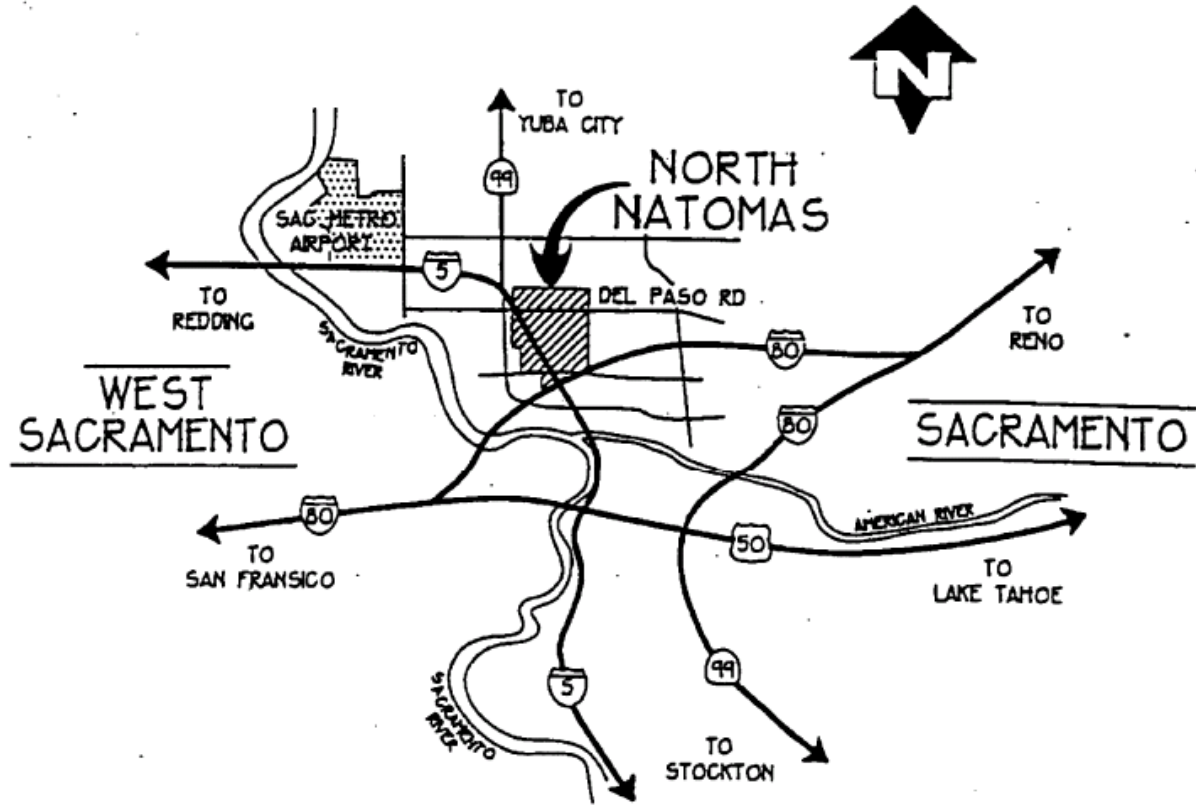 N
TO
YUBA CITY
99
NORTH
NATOMAS
SAC METRO
AIRPORT
5
TO
REDDING
DEL PASO RD
TO
RENO
SACRAMENTO
RIVER
80
WEST
SACRAMENTO
80
SACRAMENTO
80
AMERICAN RIVER
50
TO
SAN FRANSICO
TO
LAKE TAHOE
99
5
SACRAMENTO
RIVER
TO
STOCKTON